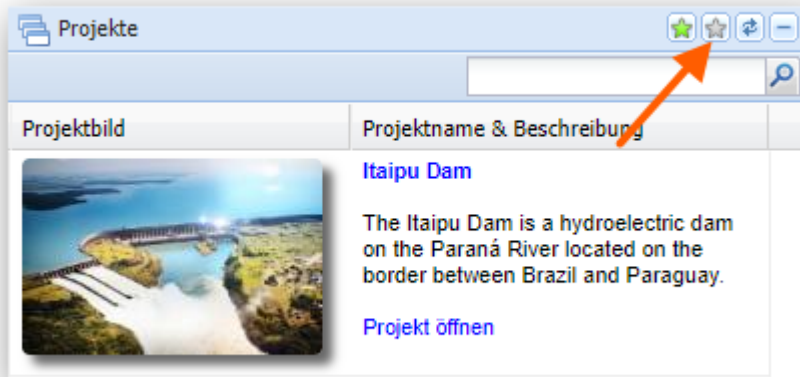 Projekte
Projektbild
Projektname & Beschreibung
Itaipu Dam
The Itaipu Dam is a hydroelectric dam
on the Paraná River located on the
border between Brazil and Paraguay.
Projekt öffnen